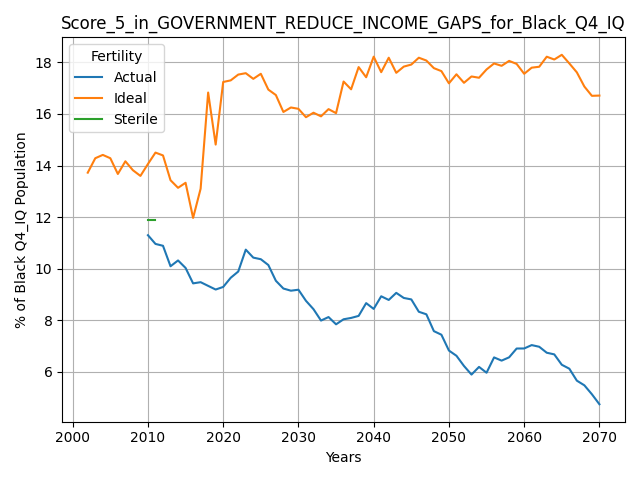 Score_5_in_GOVERNMENT_REDUCE_INCOME_GAPS_for_Black_Q4_IQ
Fertility
Actual
Ideal
Sterile
% of Black Q4_IQ Population
18
16
14
12
10
8
6
2000 2010 2020 2030 2040 2050 2060 2070
Years